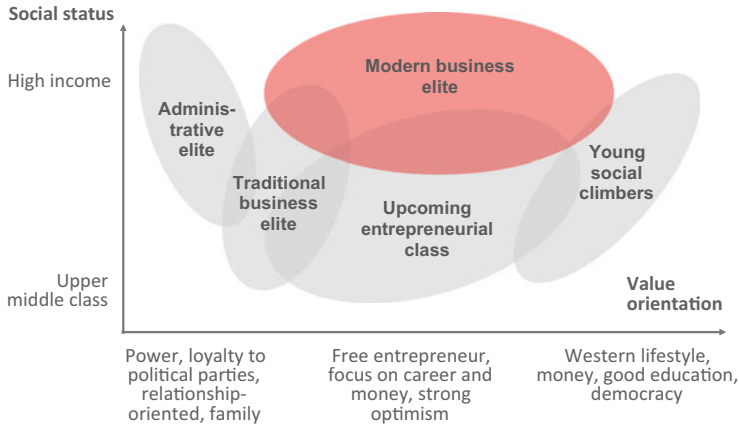 Social status
High income
Upper
middle class
Adminis-
trative
elite
Traditional
business
elite
Modern business
elite
Upcoming
entrepreneurial
class
Young
social
climbers
Value
orientation
Power, loyalty to
political parties,
relationship-
oriented, family
Free entrepreneur,
focus on career and
money, strong
optimism
Western lifestyle,
money, good education,
democracy